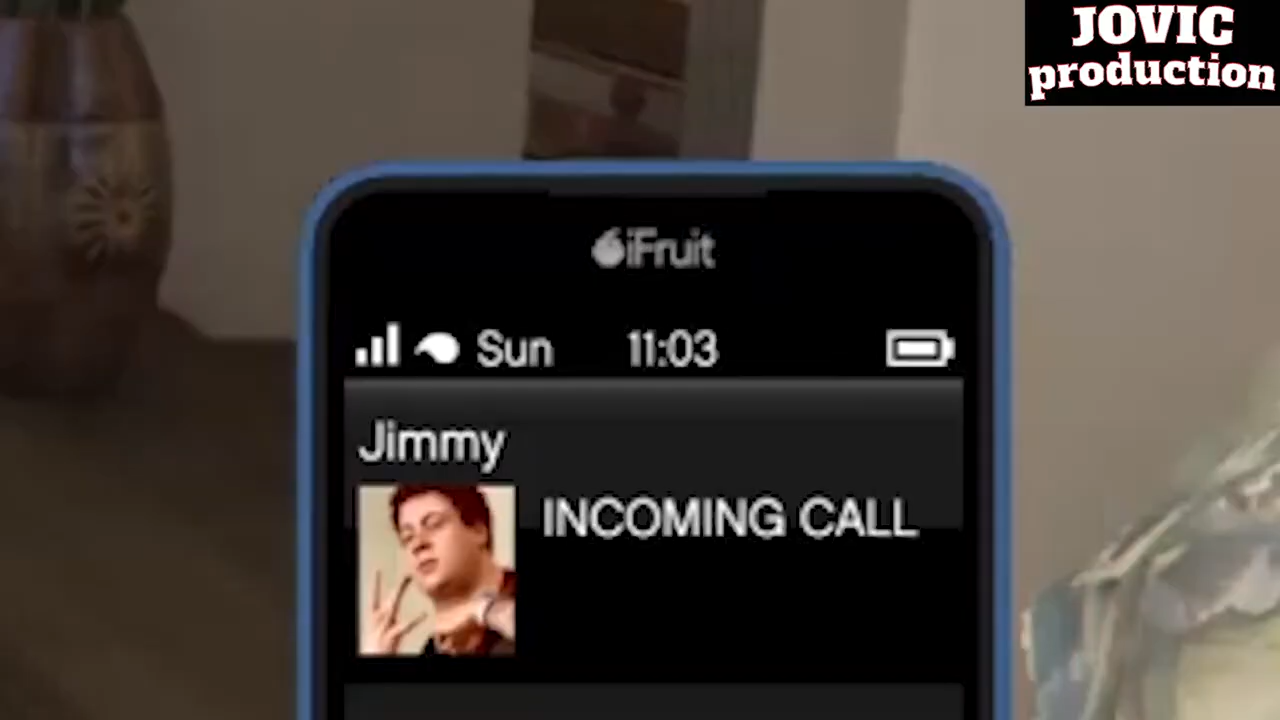 JOVIC
production
iFruit
Sun 11:03
Jimmy
INCOMING CALL